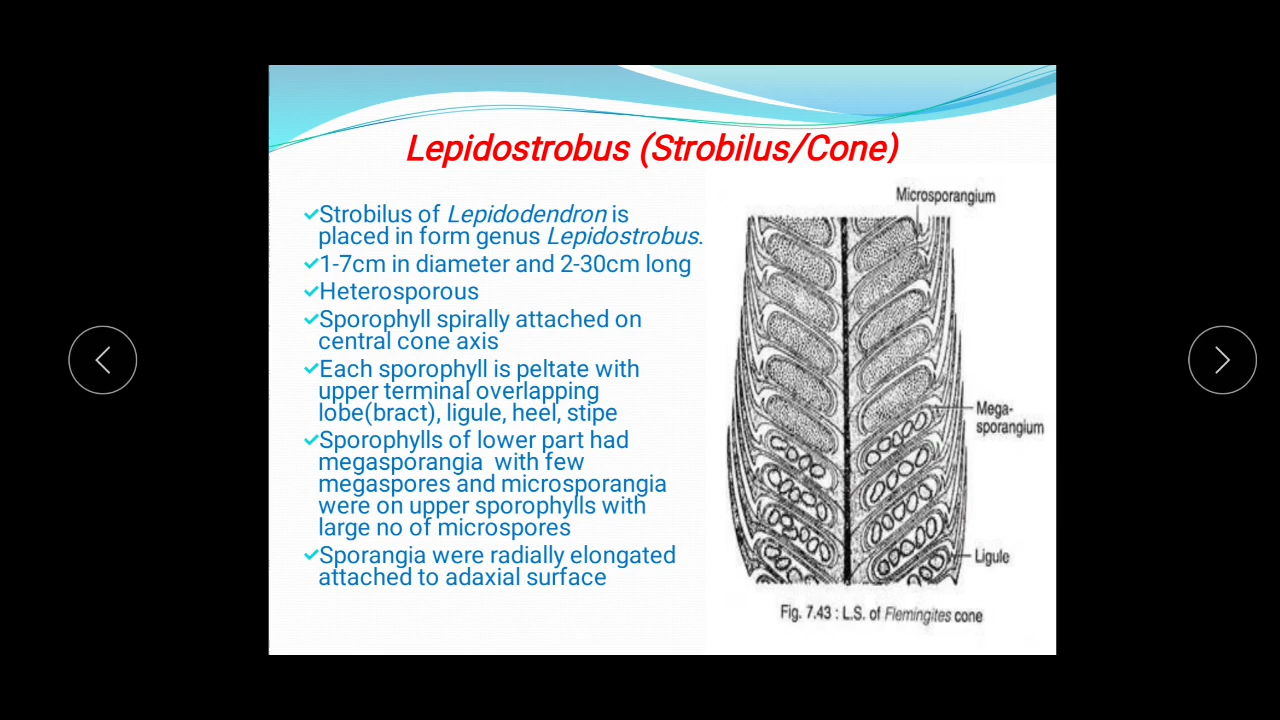 Lepidostrobus (Strobilus/Cone)
Strobilus of Lepidodendron is
placed in form genus Lepidostrobus.
1-7cm in diameter and 2-30cm long
Heterosporous
Sporophyll spirally attached on
central cone axis
Each sporophyll is peltate with
upper terminal overlapping
lobe(bract), ligule, heel, stipe
Sporophylls of lower part had
megasporangia with few
megaspores and microsporangia
were on upper sporophylls with
large no of microspores
Sporangia were radially elongated
attached to adaxial surface
Microsporangium
Mega-
sporangium
Ligule
Fig. 7.43 : L.S. of Flemingites cone